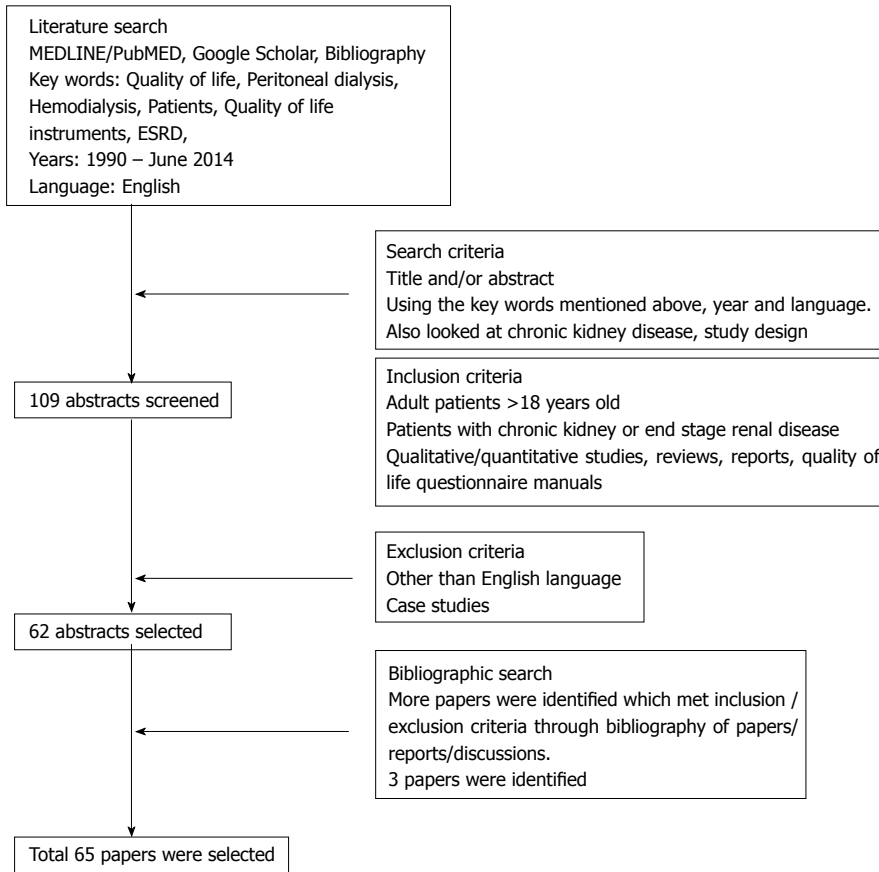 Literature search
MEDLINE/PubMED, Google Scholar, Bibliography
Key words: Quality of life, Peritoneal dialysis,
Hemodialysis, Patients, Quality of life
instruments, ESRD,
Years: 1990 – June 2014
Language: English
Search criteria
Title and/or abstract
Using the key words mentioned above, year and language.
Also looked at chronic kidney disease, study design
109 abstracts screened
Inclusion criteria
Adult patients >18 years old
Patients with chronic kidney or end stage renal disease
Qualitative/quantitative studies, reviews, reports, quality of
life questionnaire manuals
Exclusion criteria
Other than English language
Case studies
62 abstracts selected
Bibliographic search
More papers were identified which met inclusion /
exclusion criteria through bibliography of papers/
reports/discussions.
3 papers were identified
Total 65 papers were selected